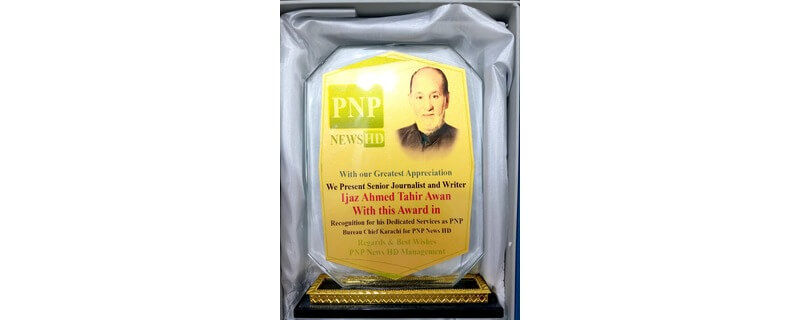 PNP
NEWS HD
With our Greatest Appreciation
We Present Senior Journalist and Writer
Ijaz Ahmed Tahir Awan
With this Award in
Recognition for his Dedicated Services as PNP
Bureau Chief Karachi for PNP News HD
Regards & Best Wishes
PNP News HD Management